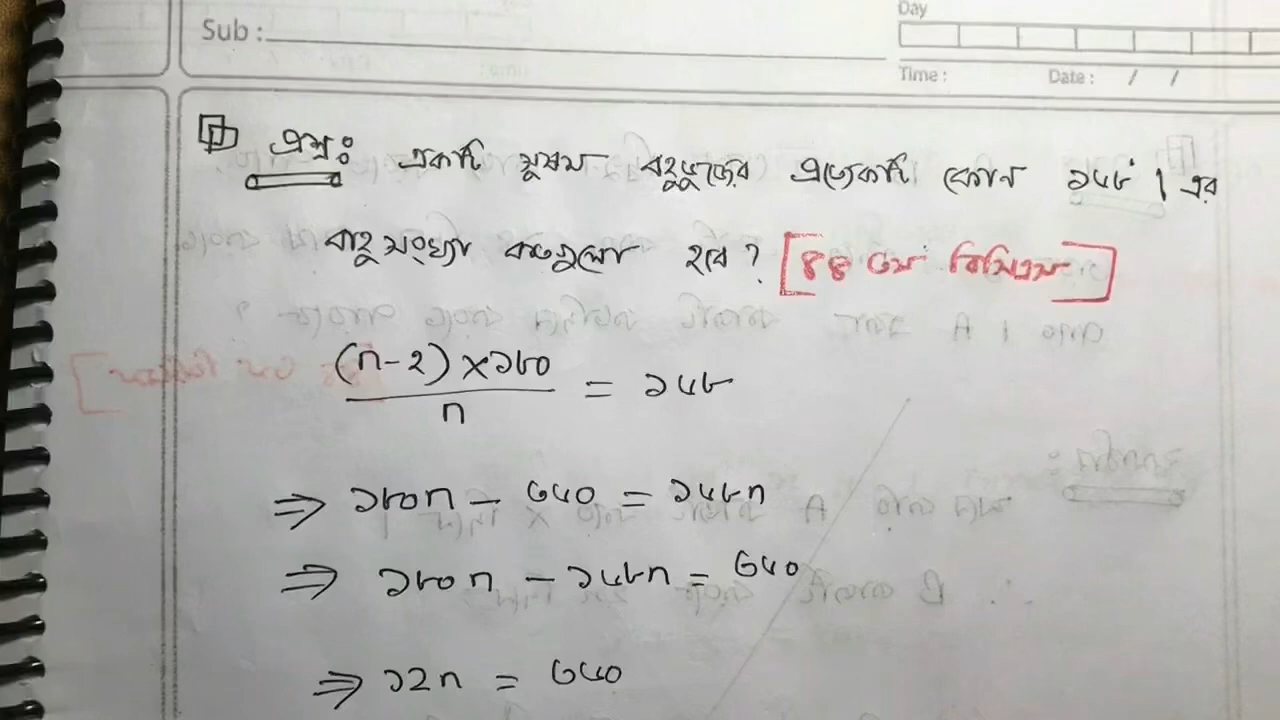 Day
Sub :
Time : Date : / /
প্রশ্নঃ একটি সুষম বহুভুজের প্রত্যেকটি কোন ১৬৮° । এর
বাহুসংখ্যা কতগুলো হবে ? [৪৪ তম বিসিএস]
(n-2) × ১৮০ / n = ১৬৮
⇒ ১৮০n - ৩৬০ = ১৬৮n
⇒ ১৮০n - ১৬৮n = ৩৬০
⇒ ১2n = ৩৬০